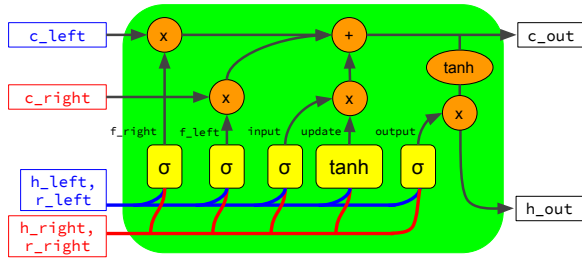 c_left
x
+
c_out
tanh
c_right
x
x
x
f_right
f_left
input
update
output
σ
σ
σ
tanh
σ
h_left,
r_left
h_out
h_right,
r_right